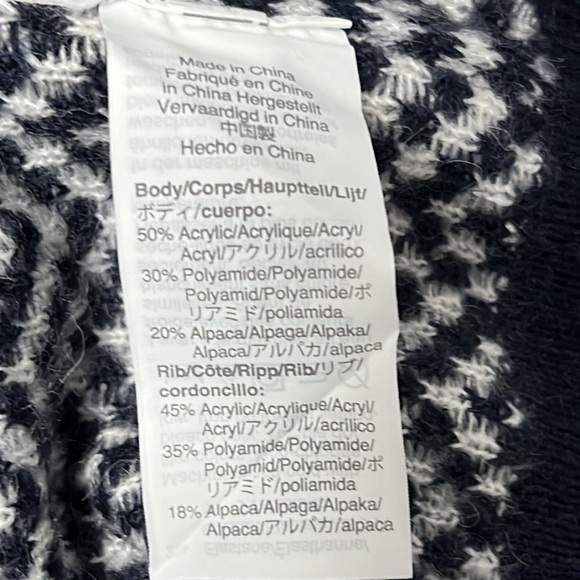 Made in China
Fabriqué en Chine
in China Hergestellt
Vervaardigd in China
中国製
Hecho en China
Body/Corps/Hauptteil/Lijt/
ボディ/cuerpo:
50% Acrylic/Acrylique/Acryl/
Acryl/アクリル/acrílico
30% Polyamide/Polyamide/
Polyamid/Polyamide/ポ
リアミド/poliamida
20% Alpaca/Alpaga/Alpaka/
Alpaca/アルパカ/alpaca
Rib/Côte/Ripp/Rib/リブ/
cordoncillo:
45% Acrylic/Acrylique/Acryl/
Acryl/アクリル/acrílico
35% Polyamide/Polyamide/
Polyamid/Polyamide/ポ
リアミド/poliamida
18% Alpaca/Alpaga/Alpaka/
Alpaca/アルパカ/alpaca